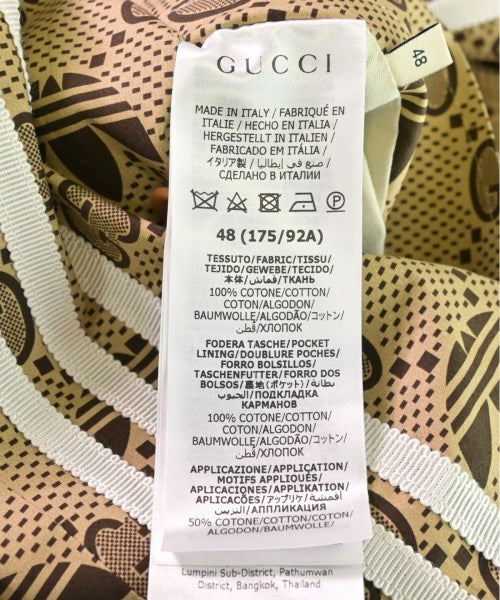 GUCCI
48
MADE IN ITALY / FABRIQUÉ EN
ITALIE / HECHO EN ITALIA/
HERGESTELLT IN ITALIEN /
FABRICADO EM ITÁLIA /
イタリア製 / صنع في إيطاليا /
СДЕЛАНО В ИТАЛИИ
48 (175/92A)
TESSUTO/FABRIC/TISSU/
TEJIDO/GEWEBE/TECIDO/
本体/قماش/ТКАНЬ
100% COTONE/COTTON/
COTON/ALGODON/
BAUMWOLLE/ALGODÃO/コットン/
قطن/ХЛОПОК
FODERA TASCHE/POCKET
LINING/DOUBLURE POCHES/
FORRO BOLSILLOS/
TASCHENFUTTER/ FORRO DOS
BOLSOS/裏地(ポケット)/بطانة
الجيوب/ПОДКЛАДКА
КАРМАНОВ
100% COTONE/COTTON/
COTON/ALGODON/
BAUMWOLLE/ALGODÃO/コットン/
قطن/ХЛОПОК
APPLICAZIONE/APPLICATION/
MOTIFS APPLIQUÉS/
APLICACIONES/APPLIKATION/
APLICAÇÕES/アップリケ/أقمشة
التزيين/АППЛИКАЦИЯ
50% COTONE/COTTON/COTON/
ALGODON/BAUMWOLLE/
Lumpini Sub-District, Pathumwan
District, Bangkok, Thailand